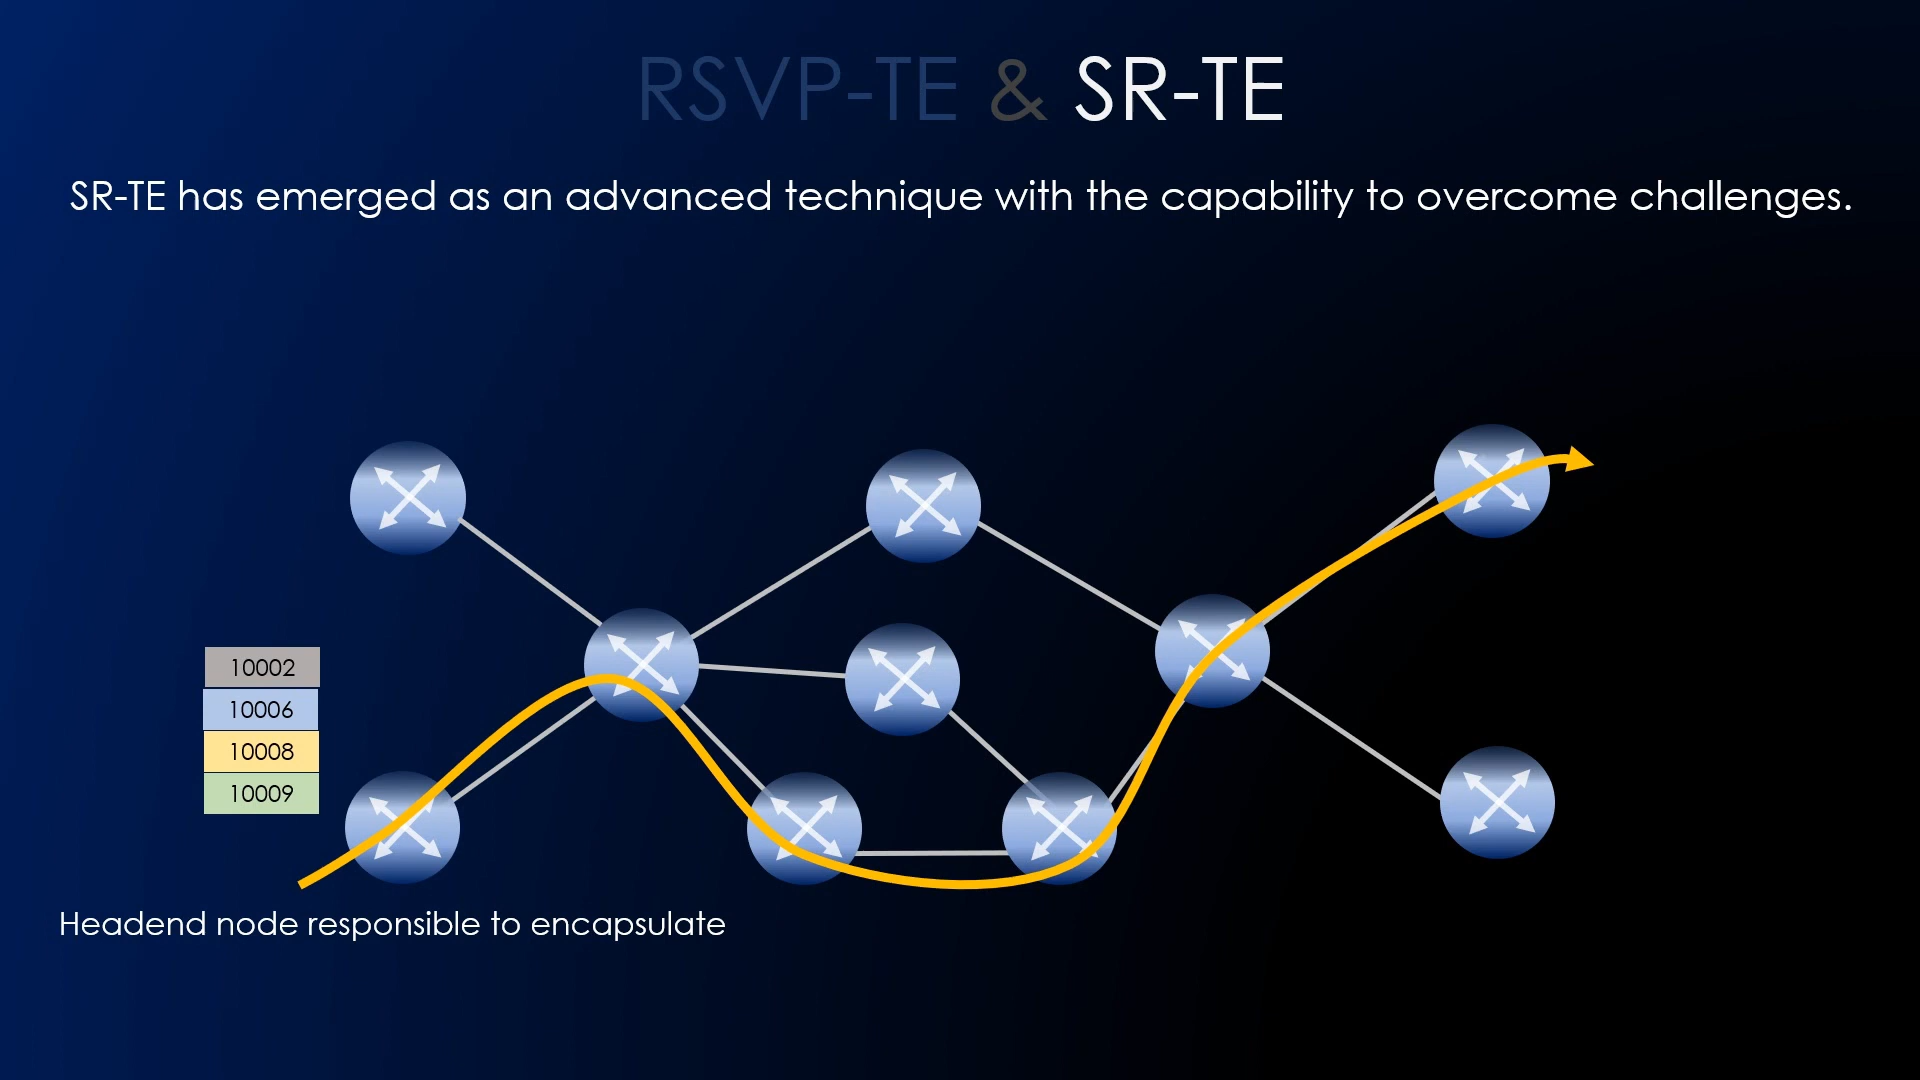 RSVP-TE & SR-TE
SR-TE has emerged as an advanced technique with the capability to overcome challenges.
10002
10006
10008
10009
Headend node responsible to encapsulate